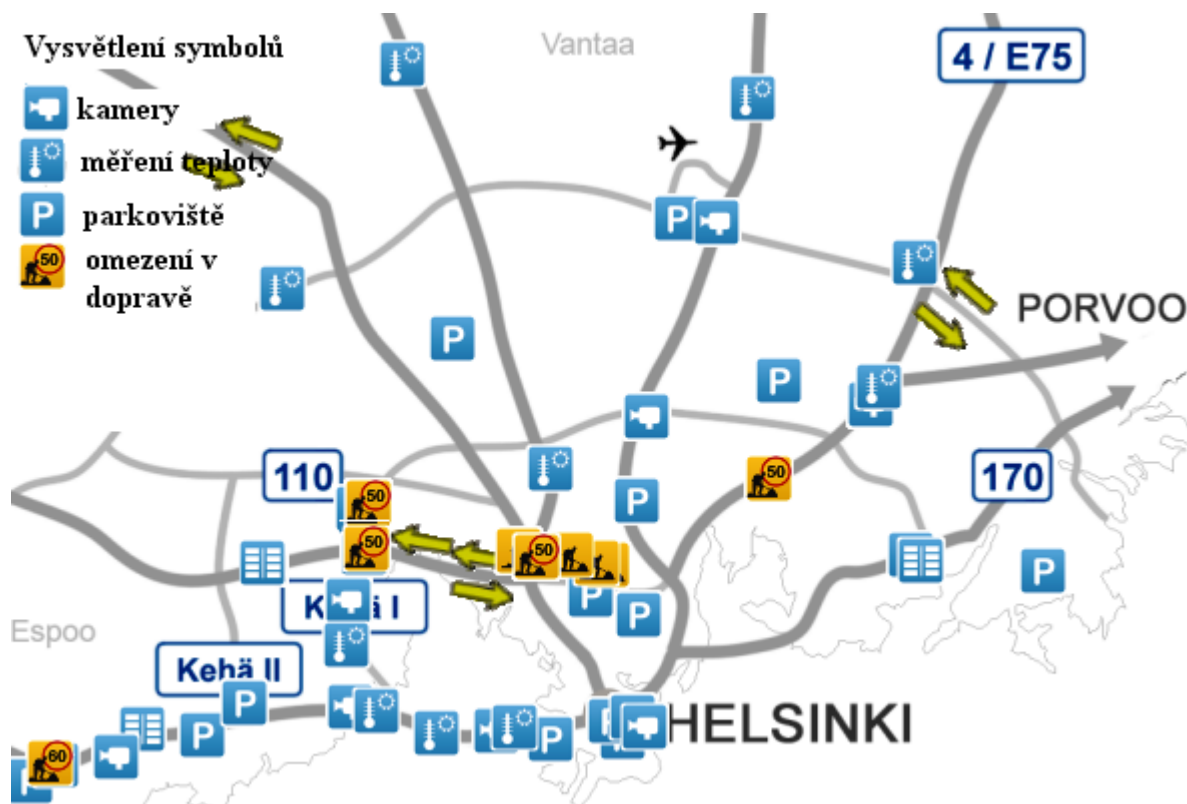 Vysvětlení symbolů
kamery
měření teploty
P parkoviště
50 omezení v
dopravě
Vantaa
4 / E75
P
P
PORVOO
P
110
50
50
50
50
P
170
P
P
P
Espoo
Kehä II
P
P
P
HELSINKI
60